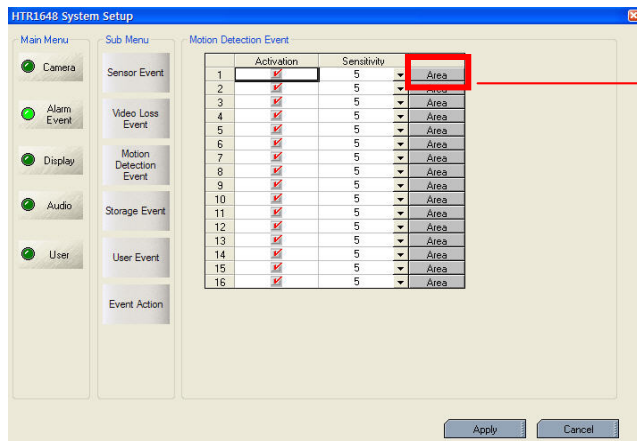 HTR1648 System Setup
Main Menu
Sub Menu
Motion Detection Event
Camera
Alarm
Event
Display
Audio
User
Sensor Event
Video Loss
Event
Motion
Detection
Event
Storage Event
User Event
Event Action
Activation Sensitivity
1 5 Area
2 5 Area
3 5 Area
4 5 Area
5 5 Area
6 5 Area
7 5 Area
8 5 Area
9 5 Area
10 5 Area
11 5 Area
12 5 Area
13 5 Area
14 5 Area
15 5 Area
16 5 Area
Apply Cancel